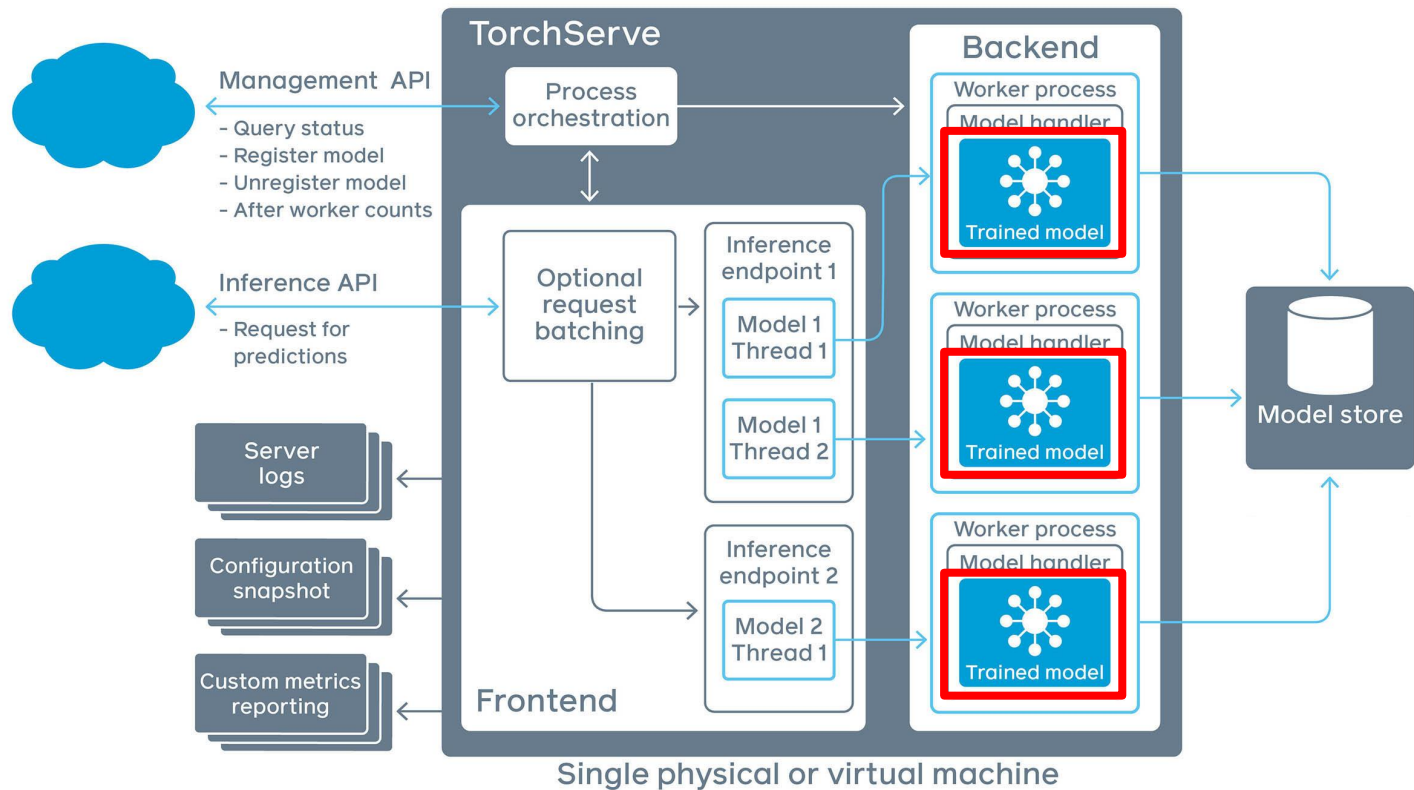 TorchServe
Backend
Management API
- Query status
- Register model
- Unregister model
- After worker counts
Process
orchestration
Inference API
- Request for
predictions
Optional
request
batching
Inference
endpoint 1
Model 1
Thread 1
Model 1
Thread 2
Inference
endpoint 2
Model 2
Thread 1
Frontend
Worker process
Model handler
Trained model
Worker process
Model handler
Trained model
Worker process
Model handler
Trained model
Model store
Server
logs
Configuration
snapshot
Custom metrics
reporting
Single physical or virtual machine